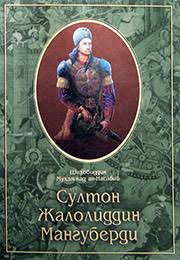 Шаҳобиддин
Муҳаммад ан-Насавий
Султон
Жалолиддин
Мангуберди